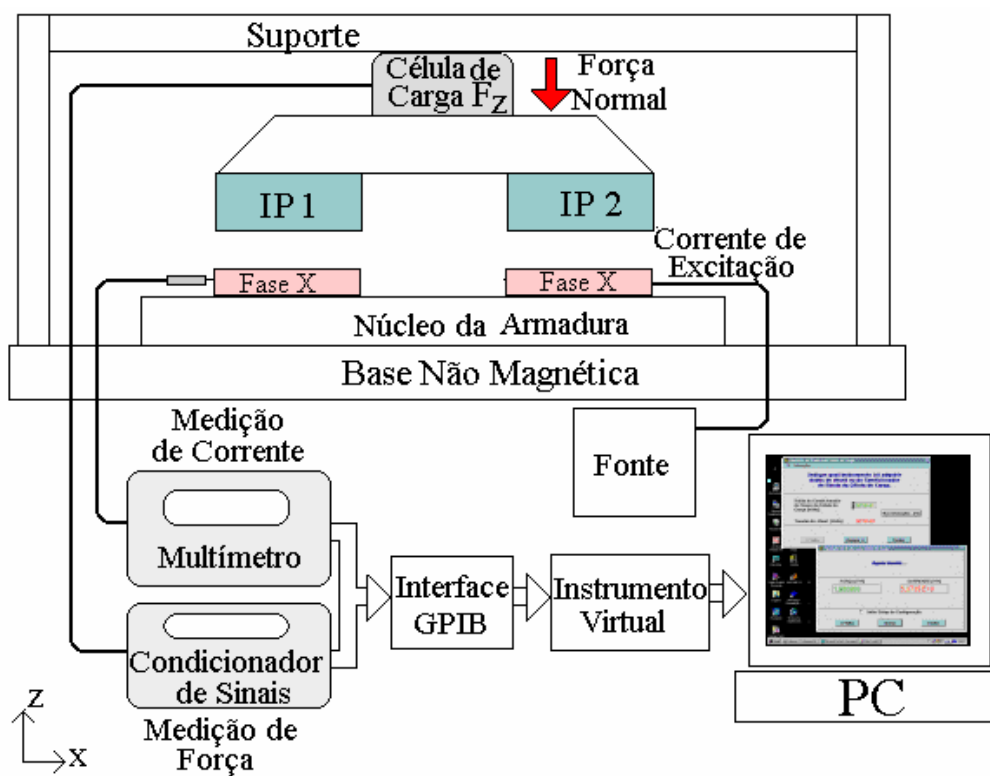 Suporte
Célula de
Carga FZ
Força
Normal
IP 1
IP 2
Corrente de
Excitação
Fase X
Fase X
Núcleo da Armadura
Base Não Magnética
Medição
de Corrente
Fonte
Multímetro
Interface
GPIB
Instrumento
Virtual
Condicionador
de Sinais
PC
Medição de
Força
Z
X